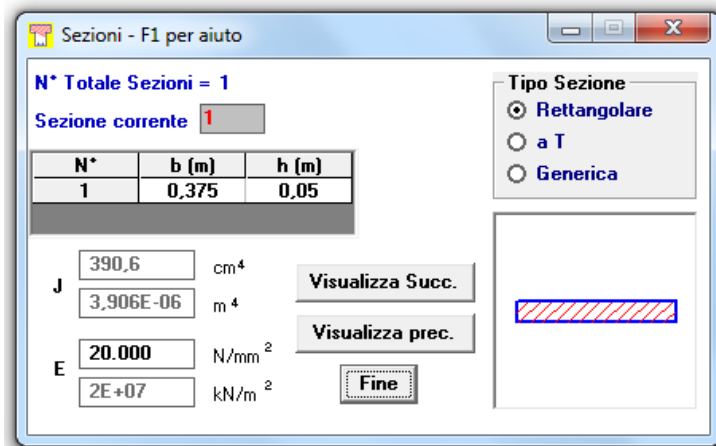 Sezioni - F1 per aiuto
N° Totale Sezioni = 1
Sezione corrente 1
N° b (m) h (m)
1 0,375 0,05
J 390,6 cm⁴
3,906E-06 m⁴
E 20.000 N/mm²
2E+07 kN/m²
Visualizza Succ.
Visualizza prec.
Fine
Tipo Sezione
Rettangolare
a T
Generica